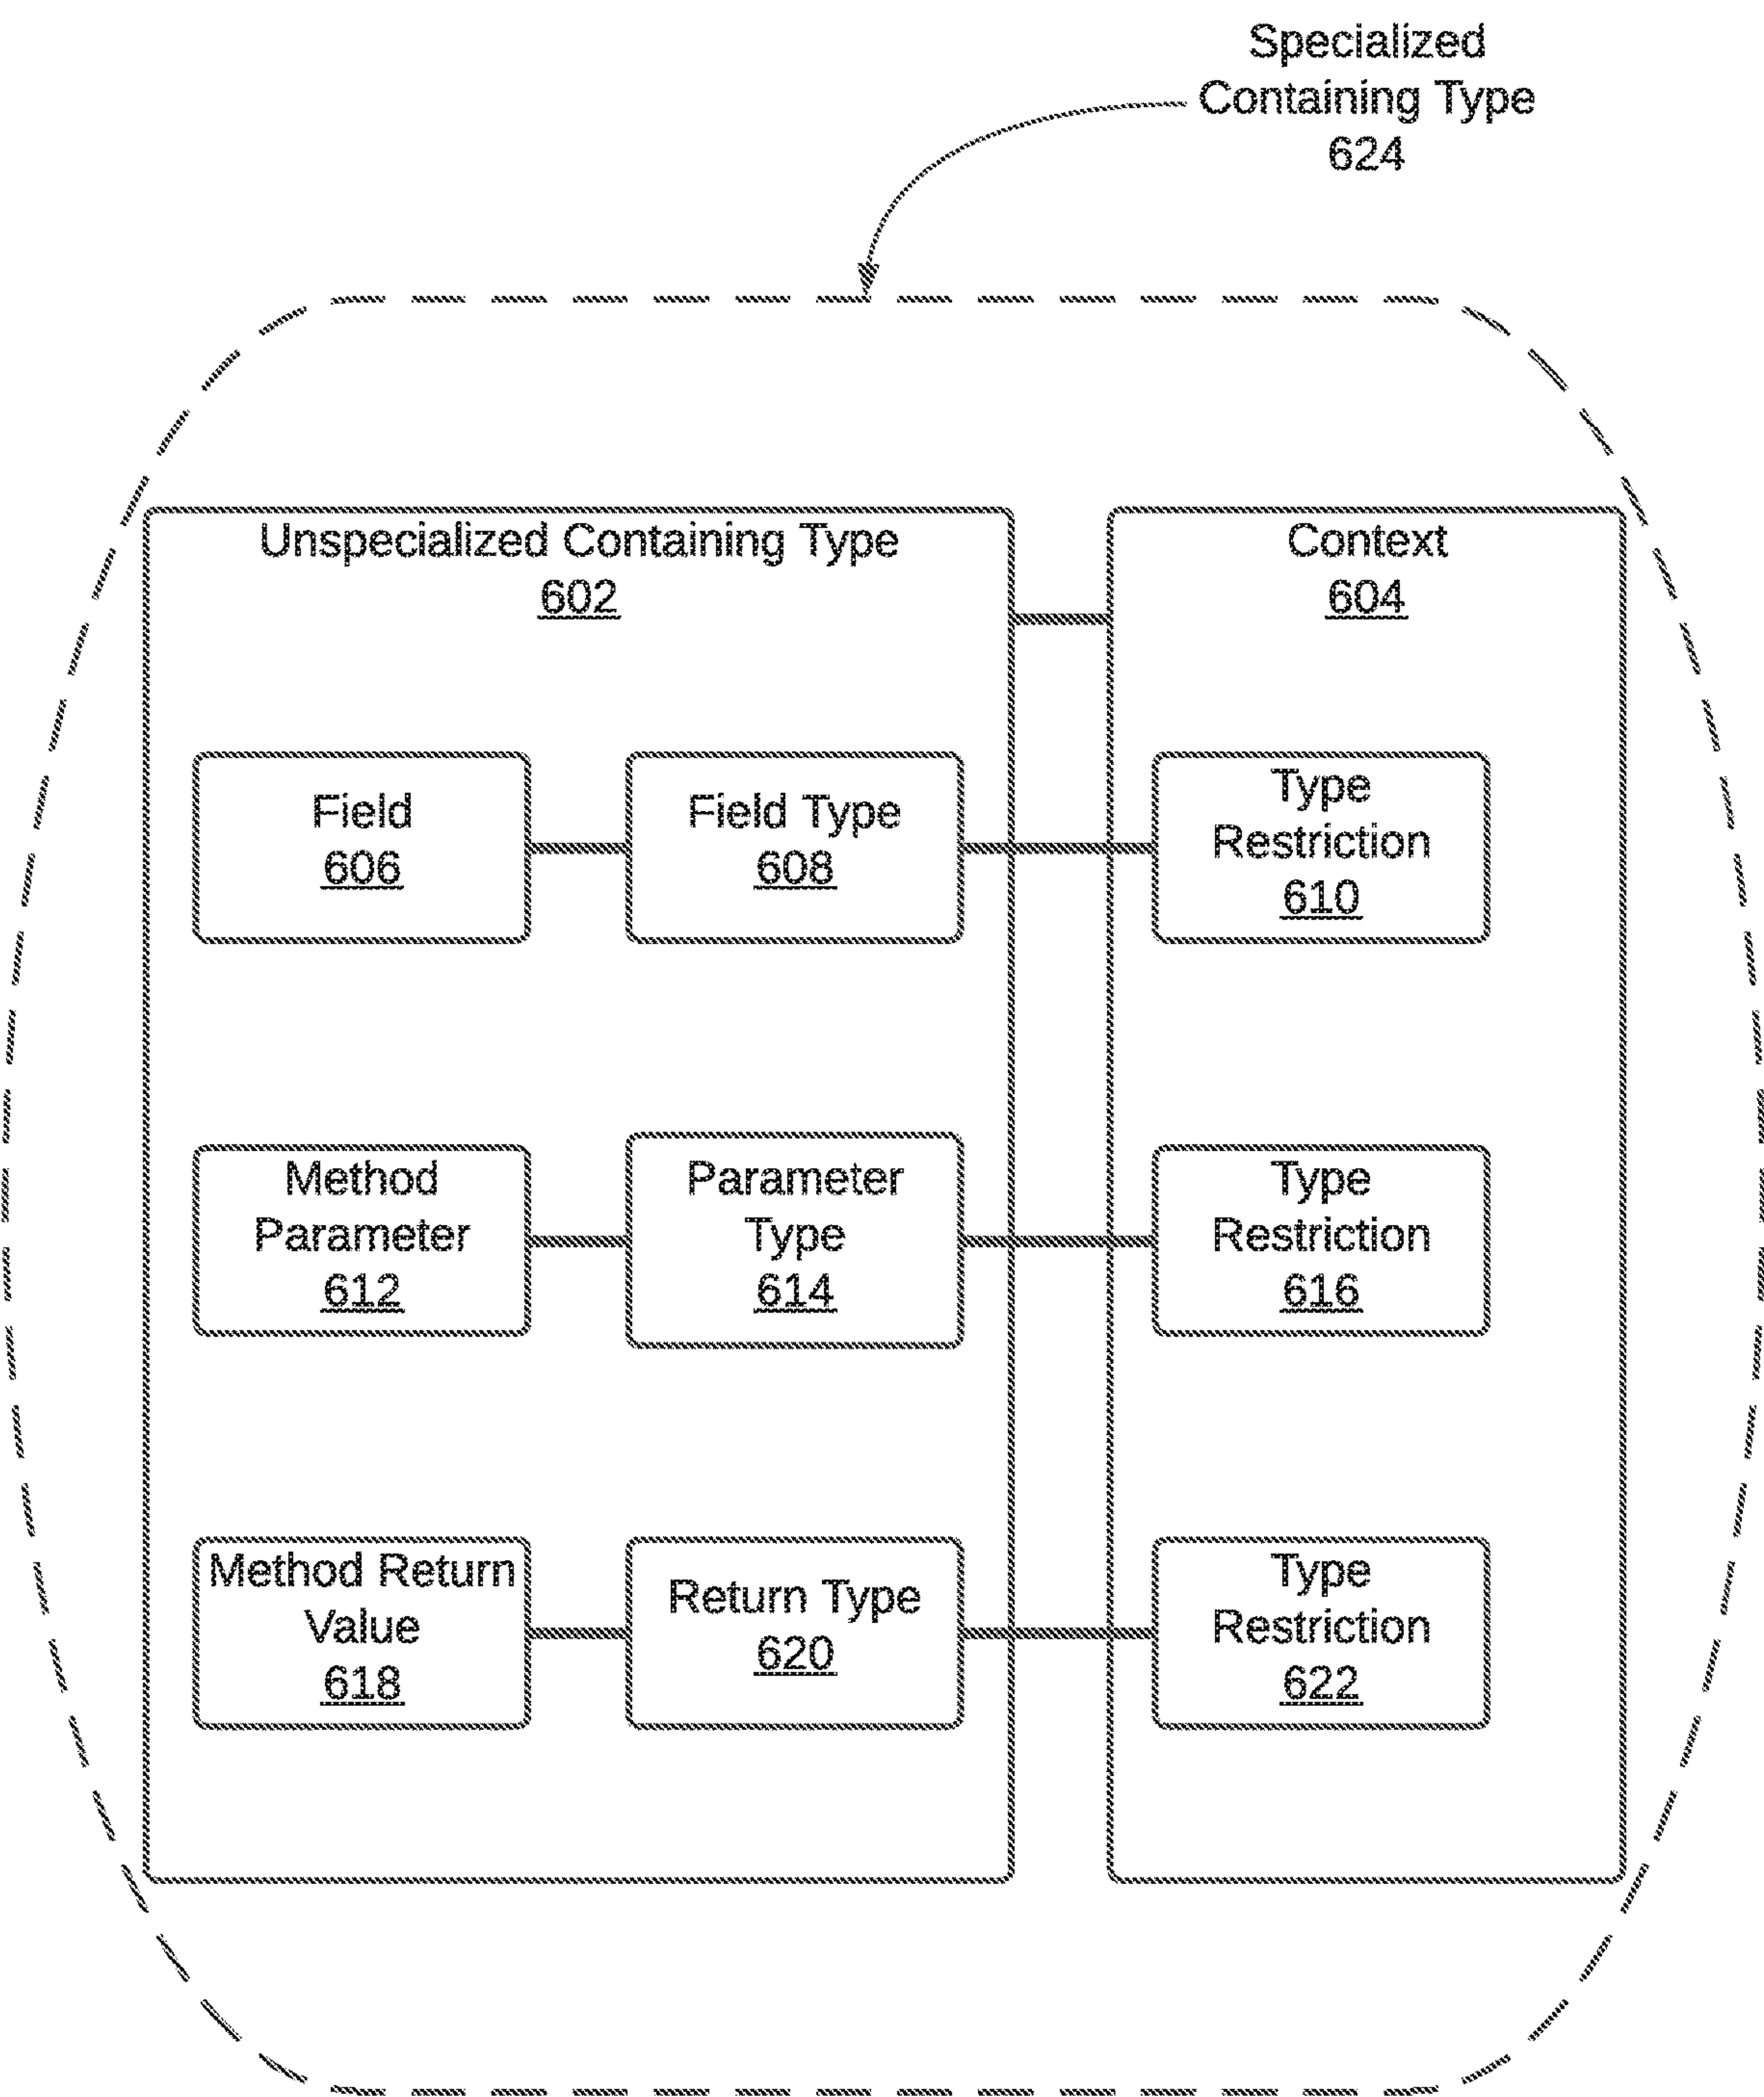 Specialized
Containing Type
624
Unspecialized Containing Type
602
Context
604
Field
606
Field Type
608
Type
Restriction
610
Method
Parameter
612
Parameter
Type
614
Type
Restriction
616
Method Return
Value
618
Return Type
620
Type
Restriction
622